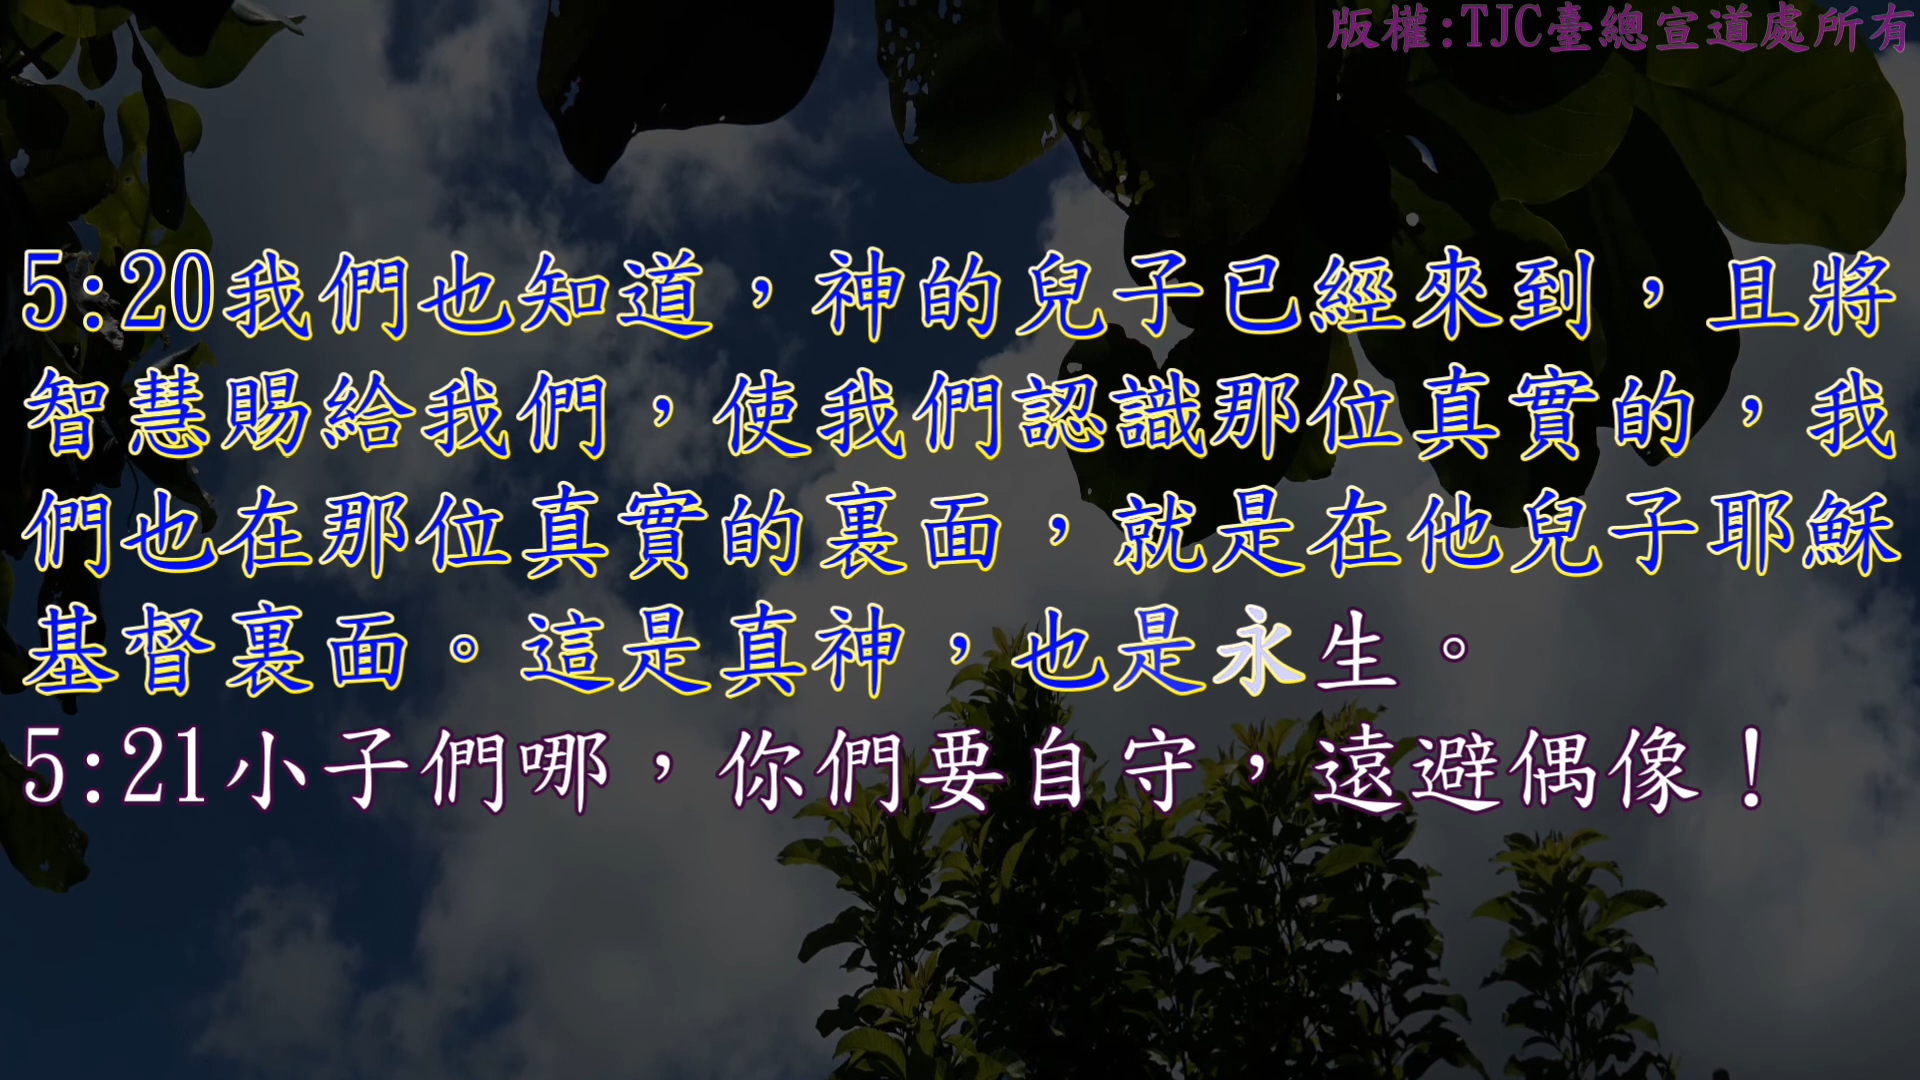 版權:TJC臺總宣道處所有
5:20我們也知道，神的兒子已經來到，且將
智慧賜給我們，使我們認識那位真實的，我
們也在那位真實的裏面，就是在他兒子耶穌
基督裏面。這是真神，也是永生。
5:21小子們哪，你們要自守，遠避偶像！